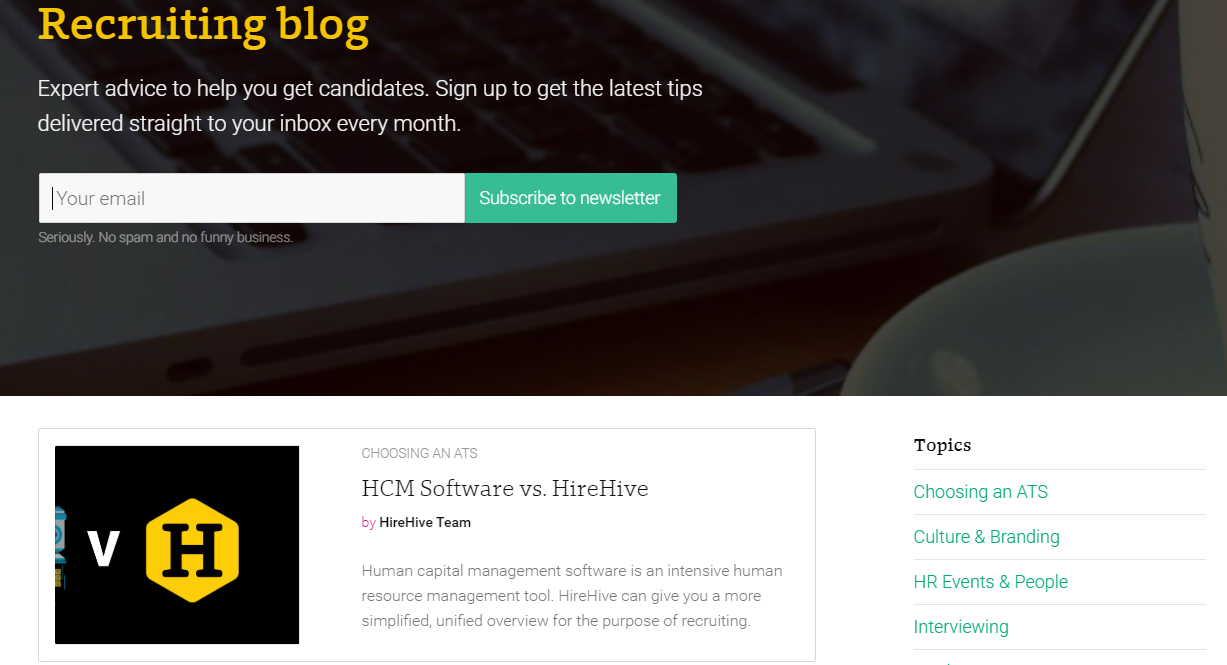 Recruiting blog
Expert advice to help you get candidates. Sign up to get the latest tips
delivered straight to your inbox every month.
Your email
Subscribe to newsletter
Seriously. No spam and no funny business.
V H
CHOOSING AN ATS
HCM Software vs. HireHive
by HireHive Team
Human capital management software is an intensive human
resource management tool. HireHive can give you a more
simplified, unified overview for the purpose of recruiting.
Topics
Choosing an ATS
Culture & Branding
HR Events & People
Interviewing